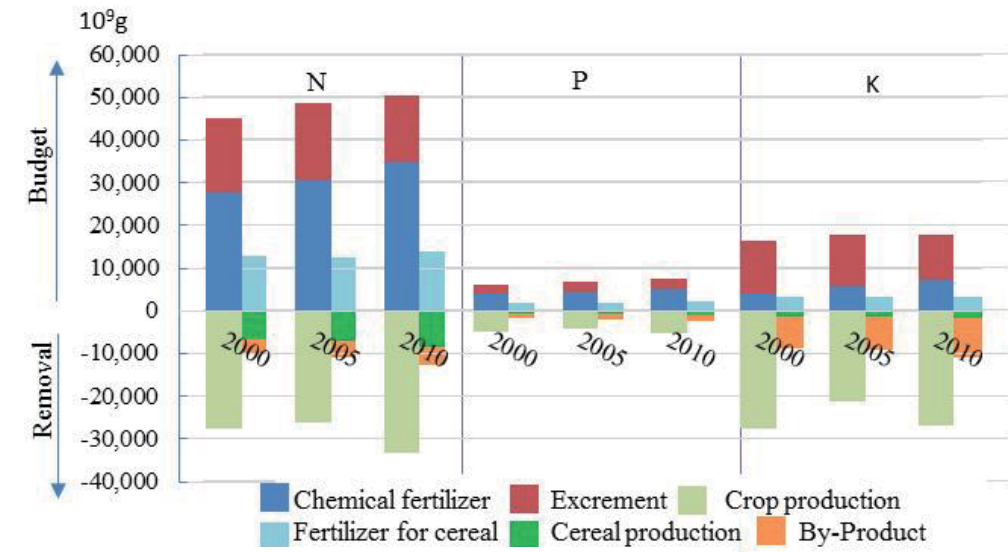 10⁹g
60,000
50,000
40,000
30,000
20,000
10,000
0
-10,000
-20,000
-30,000
-40,000
Budget
Removal
N P K
2000 2005 2010 2000 2005 2010 2000 2005 2010
Chemical fertilizer Excrement Crop production
Fertilizer for cereal Cereal production By-Product